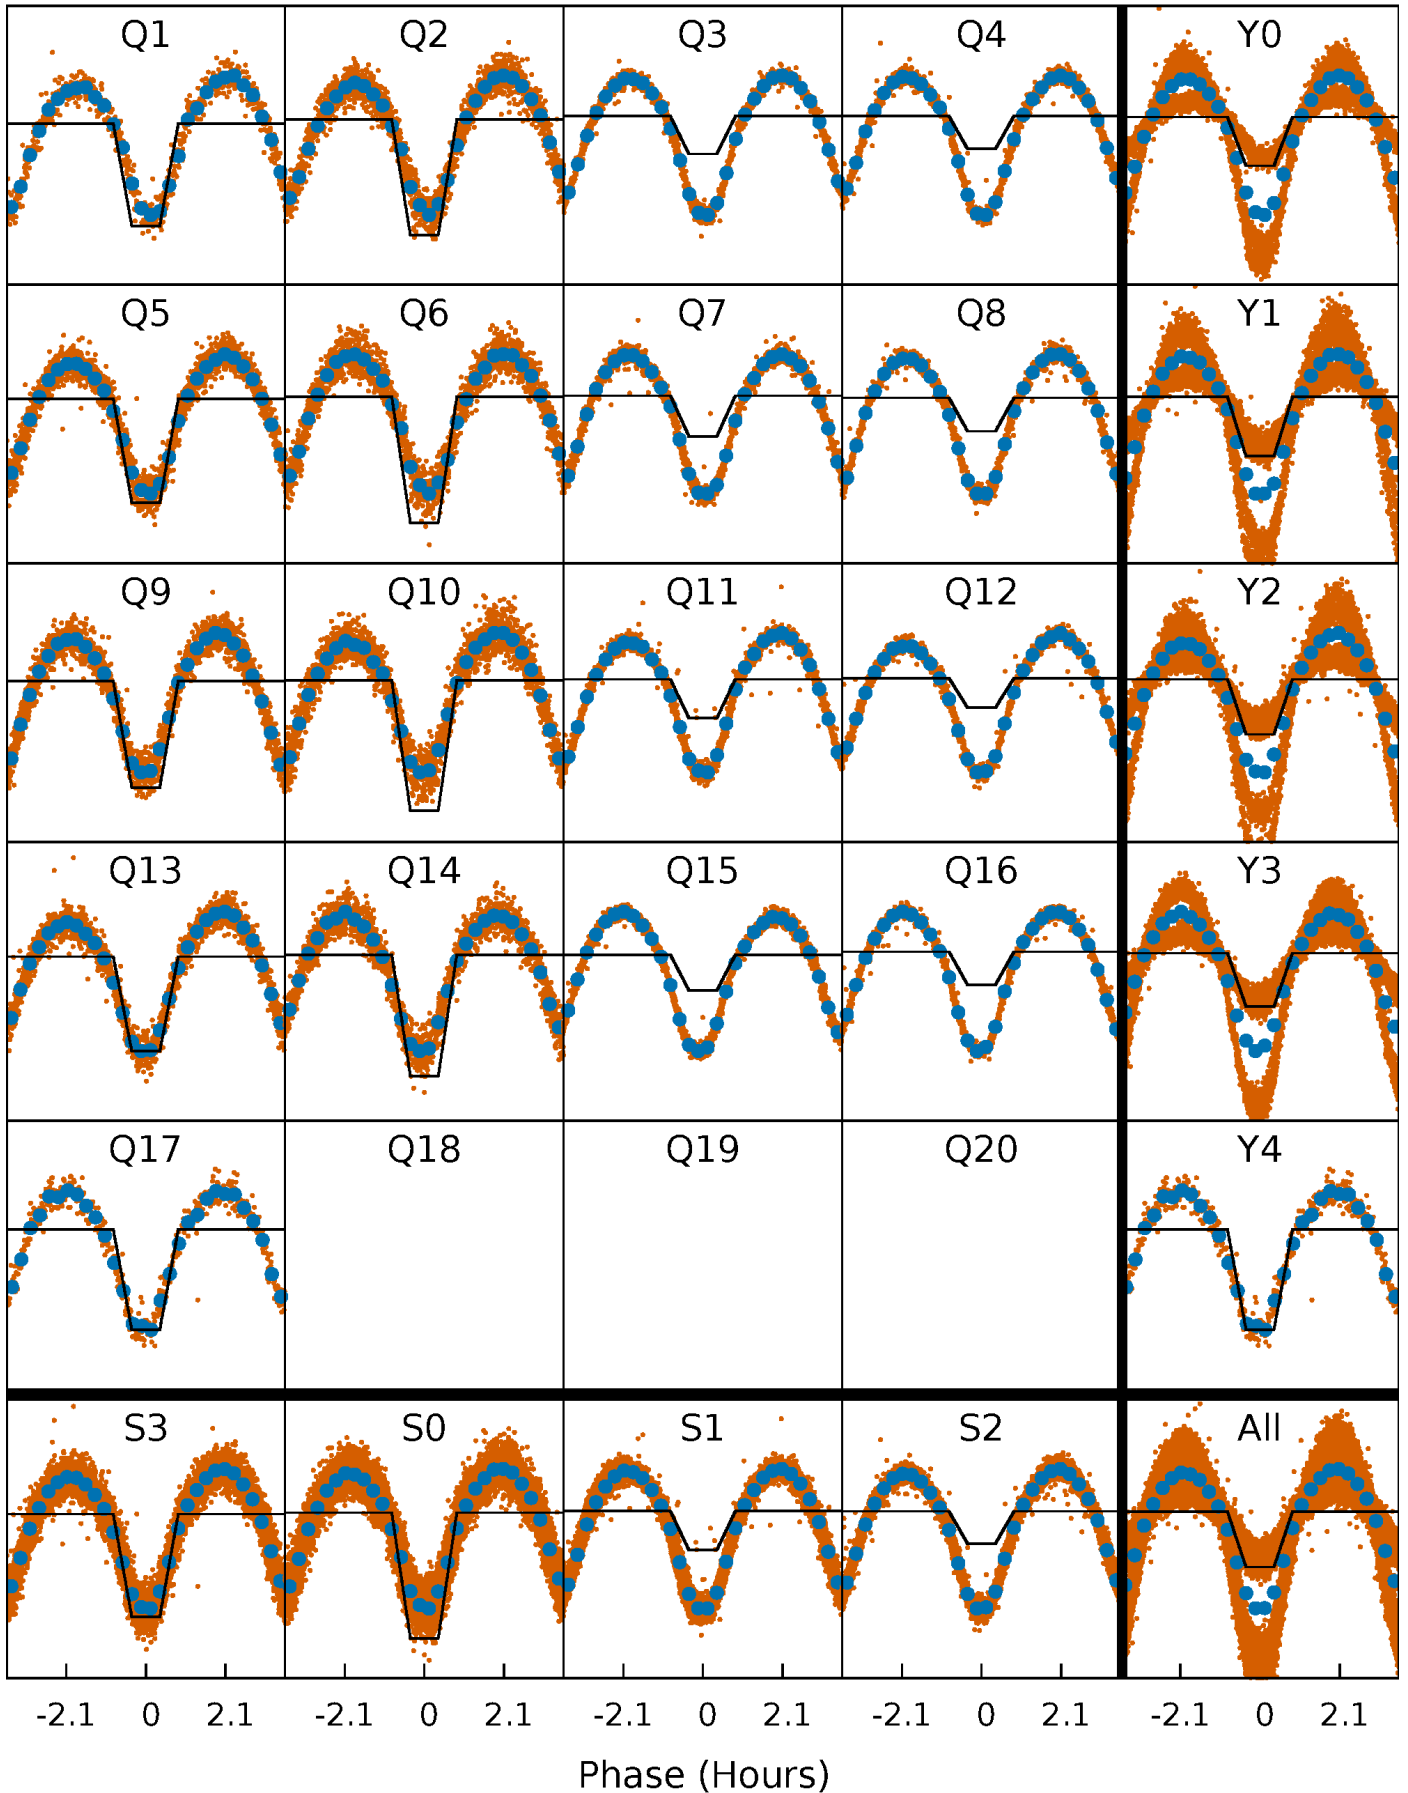 Q1 Q2 Q3 Q4 Y0
Q5 Q6 Q7 Q8 Y1
Q9 Q10 Q11 Q12 Y2
Q13 Q14 Q15 Q16 Y3
Q17 Q18 Q19 Q20 Y4
S3 S0 S1 S2 All
-2.1 0 2.1 -2.1 0 2.1 -2.1 0 2.1 -2.1 0 2.1 -2.1 0 2.1
Phase (Hours)